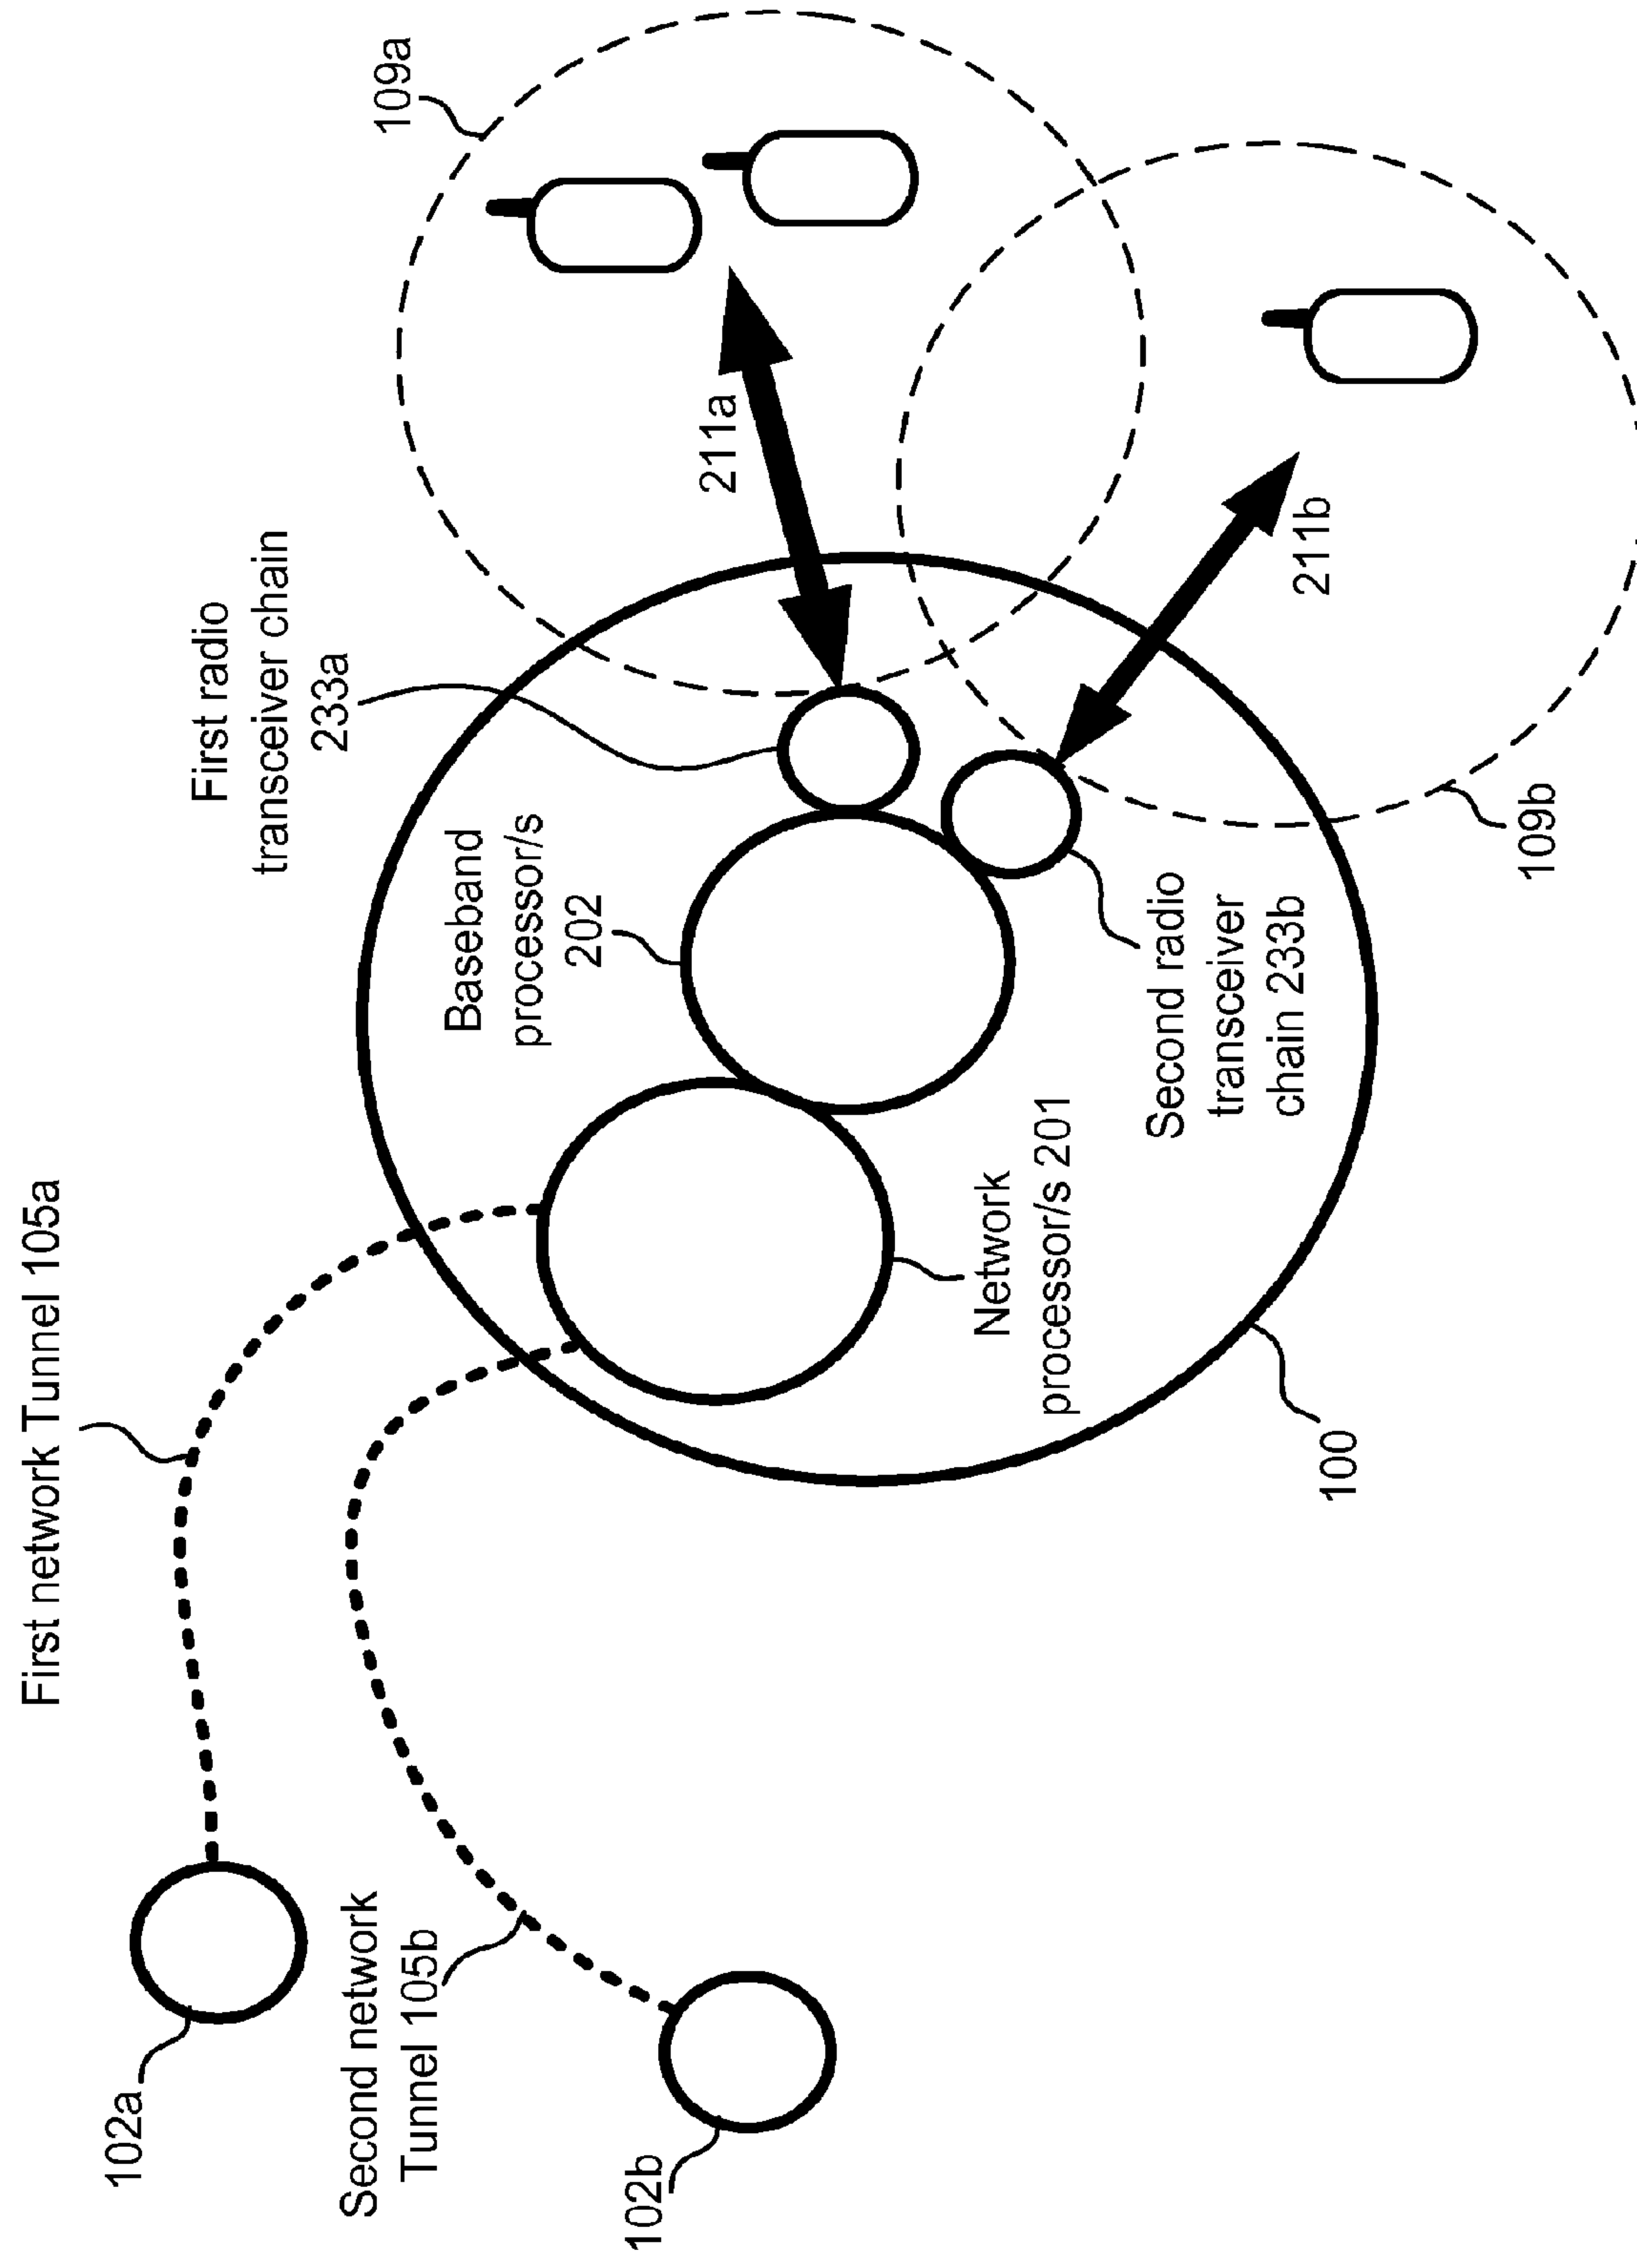 First network Tunnel 105a
102a
Second network
Tunnel 105b
102b
First radio
transceiver chain
233a
109a
Baseband
processor/s
202
211a
Network
processor/s 201
Second radio
transceiver
chain 233b
211b
100
109b